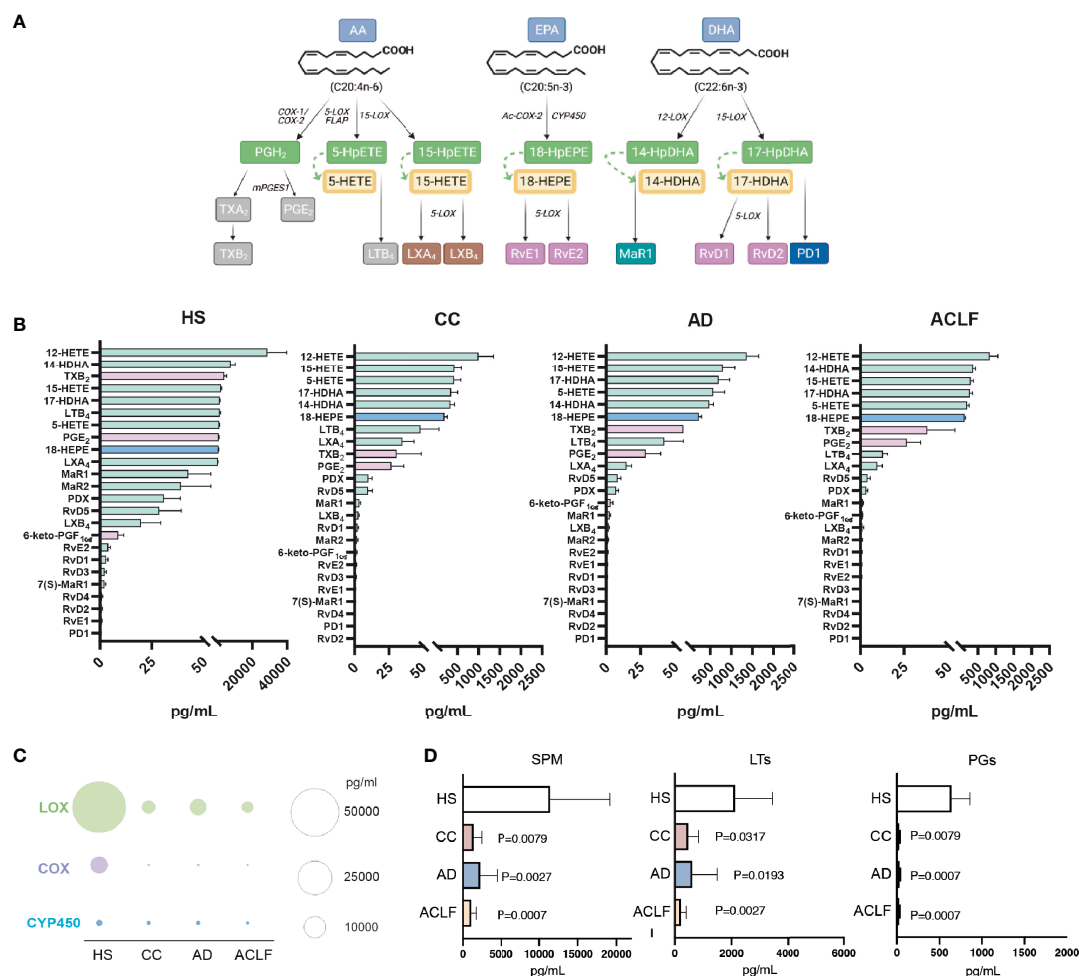 A
AA
EPA
DHA
COOH
COOH
COOH
(C20:4n-6)
(C20:5n-3)
(C22:6n-3)
COX-1/
COX-2
5-LOX
FLAP
15-LOX
Ac-COX-2
CYP450
12-LOX
15-LOX
PGH2
5-HpETE
15-HpETE
18-HpEPE
14-HpDHA
17-HpDHA
mPGES1
5-HETE
15-HETE
18-HEPE
14-HDHA
17-HDHA
TXA2
PGE2
5-LOX
5-LOX
5-LOX
TXB2
LTB4
LXA4
LXB4
RvE1
RvE2
MaR1
RvD1
RvD2
PD1
B
HS
12-HETE
14-HDHA
TXB2
15-HETE
17-HDHA
LTB4
5-HETE
PGE2
18-HEPE
LXA4
MaR1
MaR2
PDX
RvD5
LXB4
6-keto-PGF1α
RvE2
RvD1
RvD3
7(S)-MaR1
RvD4
RvD2
RvE1
PD1
0
25
50
20000
40000
pg/mL
CC
12-HETE
15-HETE
5-HETE
17-HDHA
14-HDHA
18-HEPE
LTB4
LXA4
TXB2
PGE2
PDX
RvD5
MaR1
LXB4
RvD1
MaR2
6-keto-PGF1α
RvE2
RvD3
RvE1
7(S)-MaR1
RvD4
PD1
RvD2
0
25
50
500
1000
1500
2000
2500
pg/mL
AD
12-HETE
15-HETE
17-HDHA
5-HETE
14-HDHA
18-HEPE
TXB2
LTB4
PGE2
LXA4
RvD5
PDX
6-keto-PGF1α
MaR1
LXB4
MaR2
RvE2
RvE1
RvD1
RvD3
7(S)-MaR1
RvD4
RvD2
PD1
0
25
50
500
1000
1500
2000
2500
pg/mL
ACLF
12-HETE
14-HDHA
15-HETE
17-HDHA
5-HETE
18-HEPE
TXB2
PGE2
LTB4
LXA4
RvD5
PDX
MaR1
6-keto-PGF1α
LXB4
MaR2
RvD1
RvE1
RvE2
RvD3
7(S)-MaR1
RvD4
RvD2
PD1
0
25
50
500
1000
1500
2000
2500
pg/mL
C
pg/ml
LOX
50000
COX
25000
CYP450
10000
HS CC AD ACLF
D
SPM
HS
CC P=0.0079
AD P=0.0027
ACLF P=0.0007
0 5000 10000 15000 20000
pg/mL
LTs
HS
CC P=0.0317
AD P=0.0193
ACLF P=0.0027
I
0 2000 4000 6000
pg/mL
PGs
HS
CC P=0.0079
AD P=0.0007
ACLF P=0.0007
0 500 1000 1500 2000
pg/mL